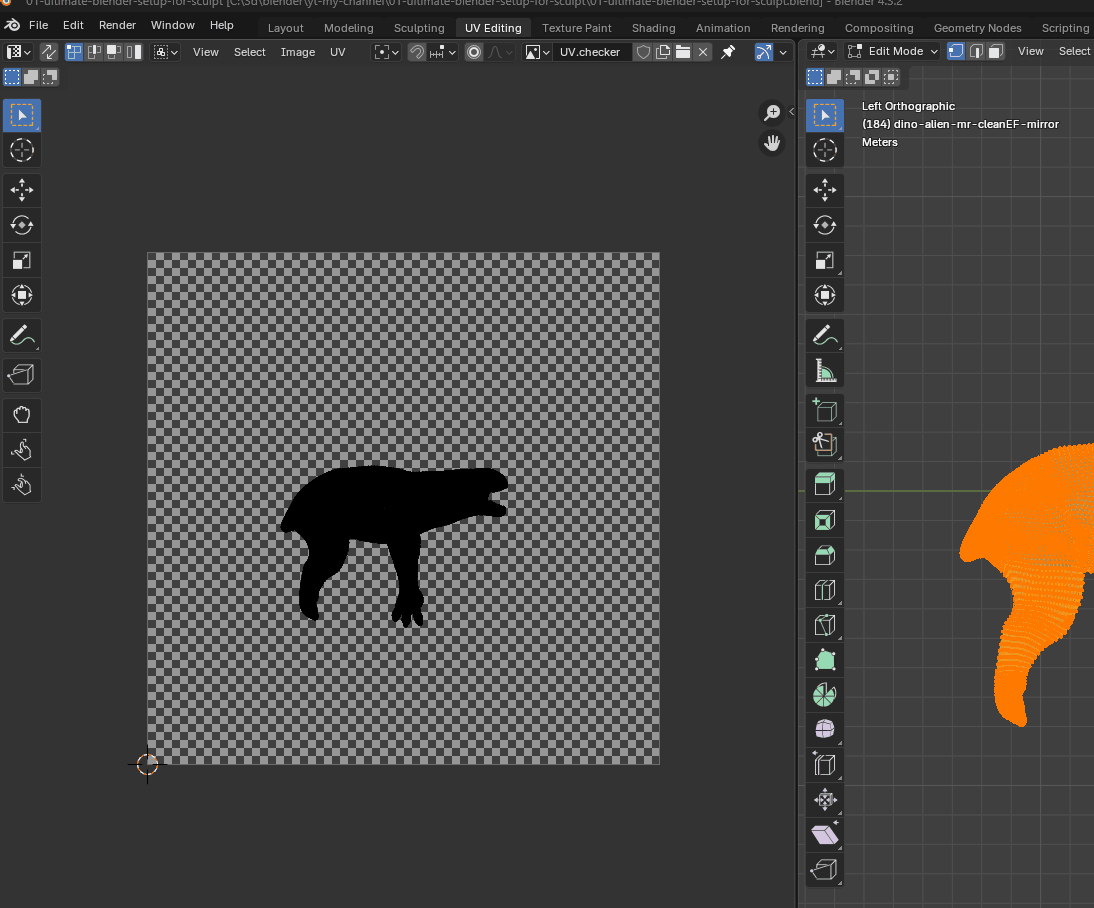 01-ultimate-blender-setup-for-sculpt [C:\3d\blender\yt-my-channel\01-ultimate-blender-setup-for-sculpt\01-ultimate-blender-setup-for-sculpt.blend] - Blender 4.3.2
File Edit Render Window Help Layout Modeling Sculpting UV Editing Texture Paint Shading Animation Rendering Compositing Geometry Nodes Scripting
View Select Image UV UV.checker Edit Mode View Select
Left Orthographic
(184) dino-alien-mr-cleanEF-mirror
Meters